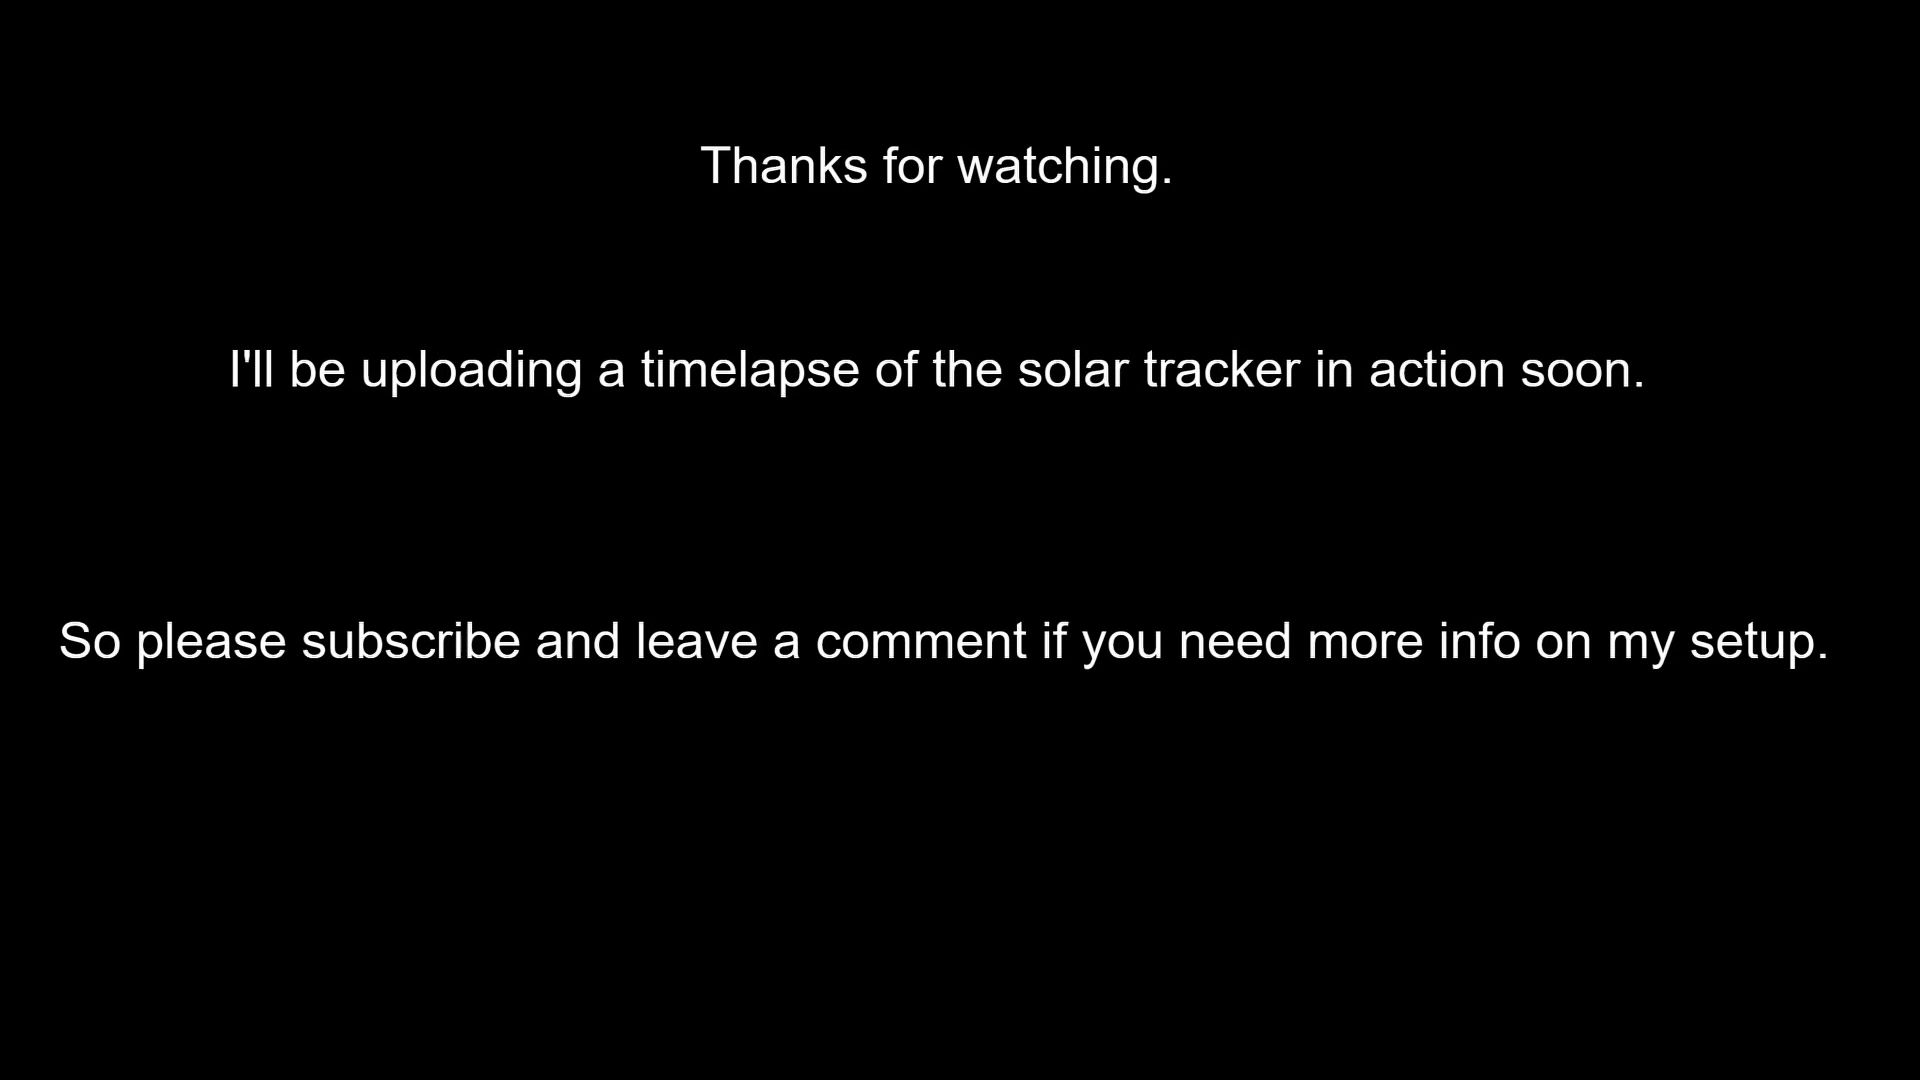 Thanks for watching.
I'll be uploading a timelapse of the solar tracker in action soon.
So please subscribe and leave a comment if you need more info on my setup.